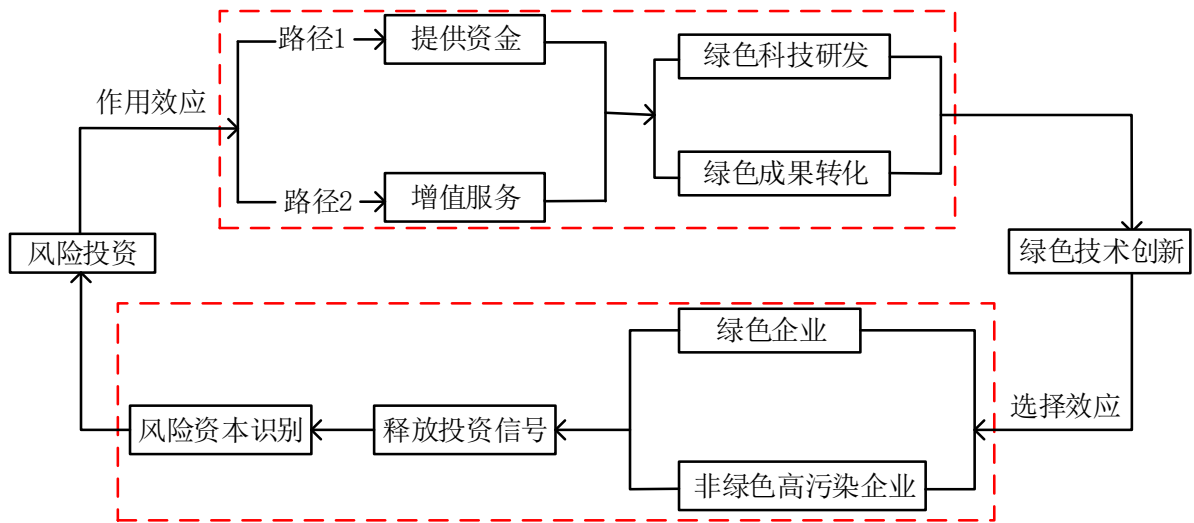 路径1
提供资金
绿色科技研发
作用效应
绿色成果转化
路径2
增值服务
风险投资
绿色技术创新
绿色企业
选择效应
风险资本识别
释放投资信号
非绿色高污染企业